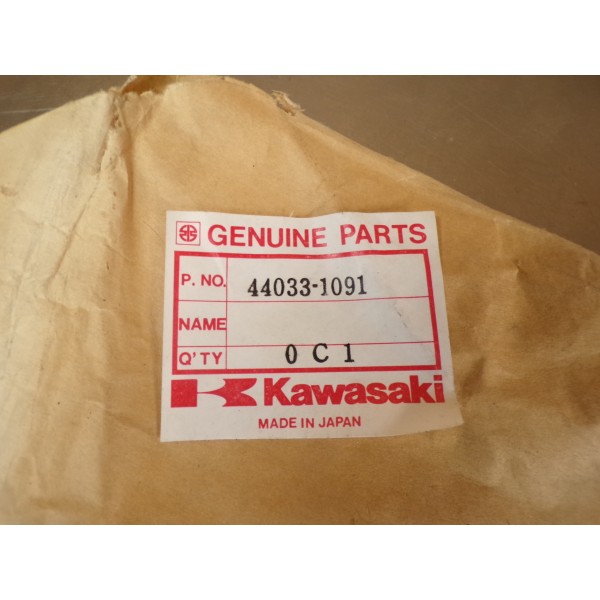 GENUINE PARTS
P. NO. 44033-1091
NAME
Q'TY 0 C 1
Kawasaki
MADE IN JAPAN